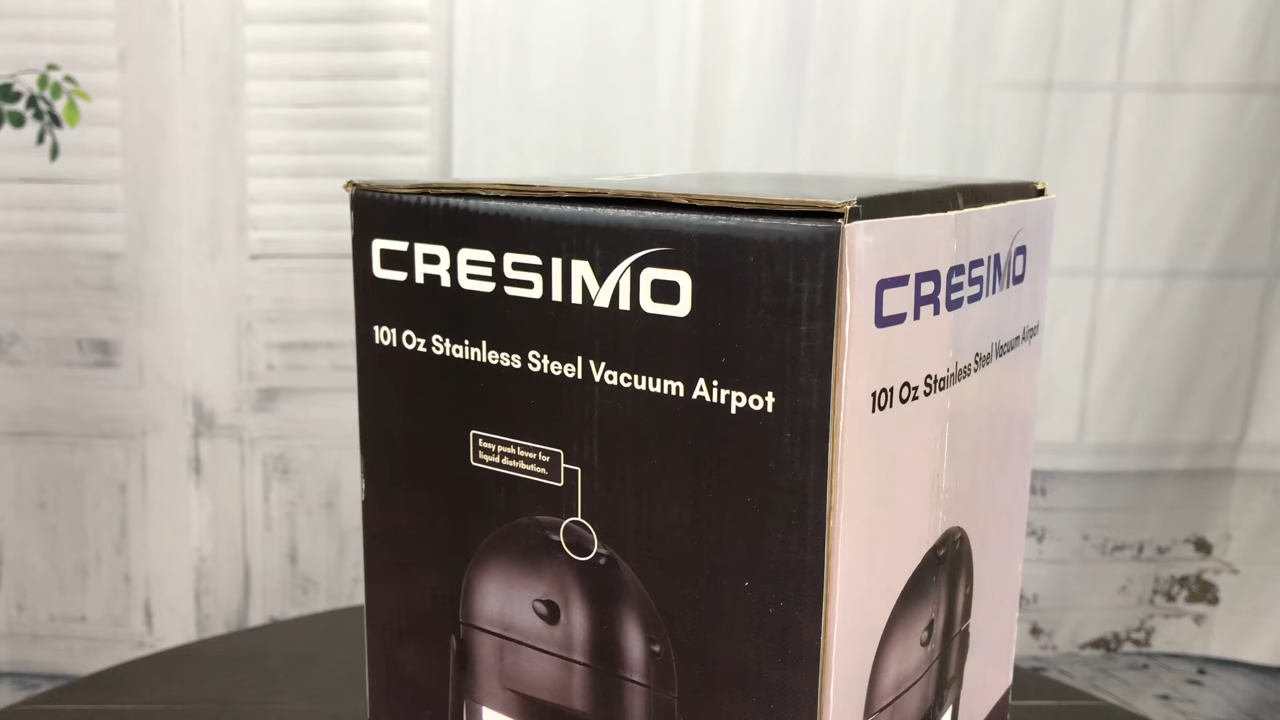 CRESIMO
101 Oz Stainless Steel Vacuum Airpot
Easy push lever for
liquid distribution.
CRESIMO
101 Oz Stainless Steel Vacuum Airpot